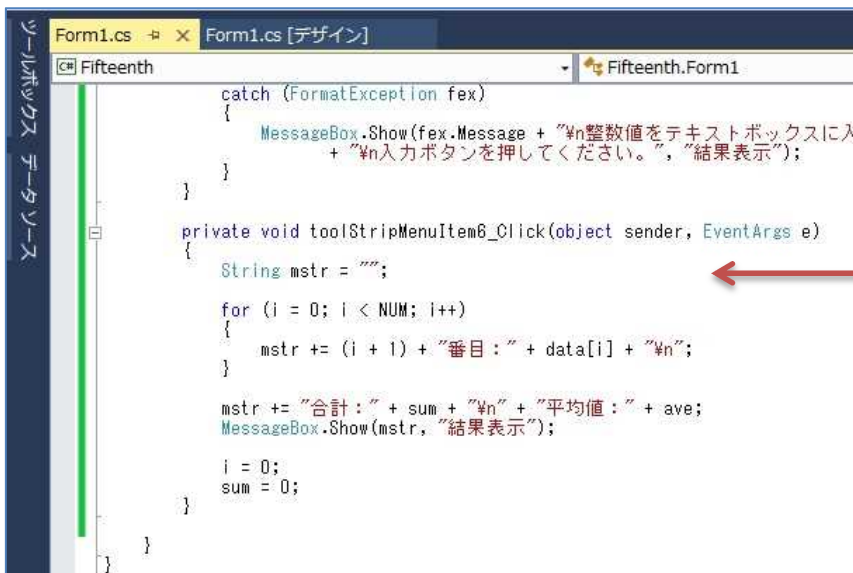 ツールボックス データソース
Form1.cs Form1.cs [デザイン]
C# Fifteenth Fifteenth.Form1
catch (FormatException fex)
{
MessageBox.Show(fex.Message + "¥n整数値をテキストボックスに入
+ "¥n入力ボタンを押してください。", "結果表示");
}
}
private void toolStripMenuItem6_Click(object sender, EventArgs e)
{
String mstr = "";
for (i = 0; i < NUM; i++)
{
mstr += (i + 1) + "番目:" + data[i] + "¥n";
}
mstr += "合計:" + sum + "¥n" + "平均値:" + ave;
MessageBox.Show(mstr, "結果表示");
i = 0;
sum = 0;
}
}
}